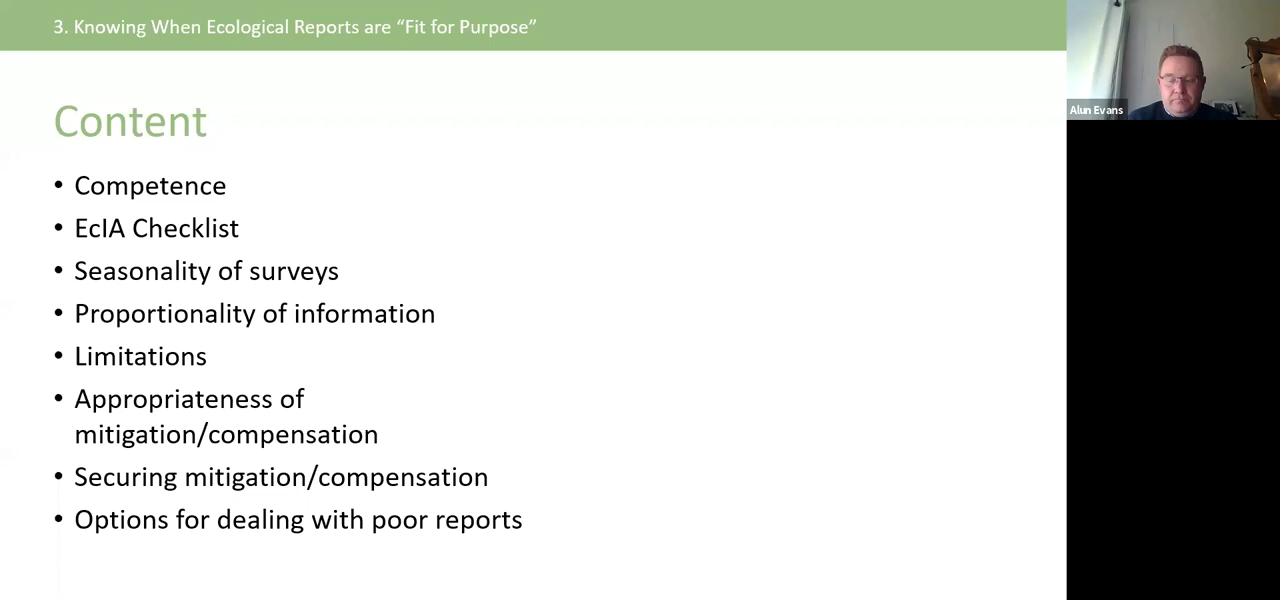 3. Knowing When Ecological Reports are “Fit for Purpose”
Content
• Competence
• EcIA Checklist
• Seasonality of surveys
• Proportionality of information
• Limitations
• Appropriateness of
mitigation/compensation
• Securing mitigation/compensation
• Options for dealing with poor reports
Alun Evans